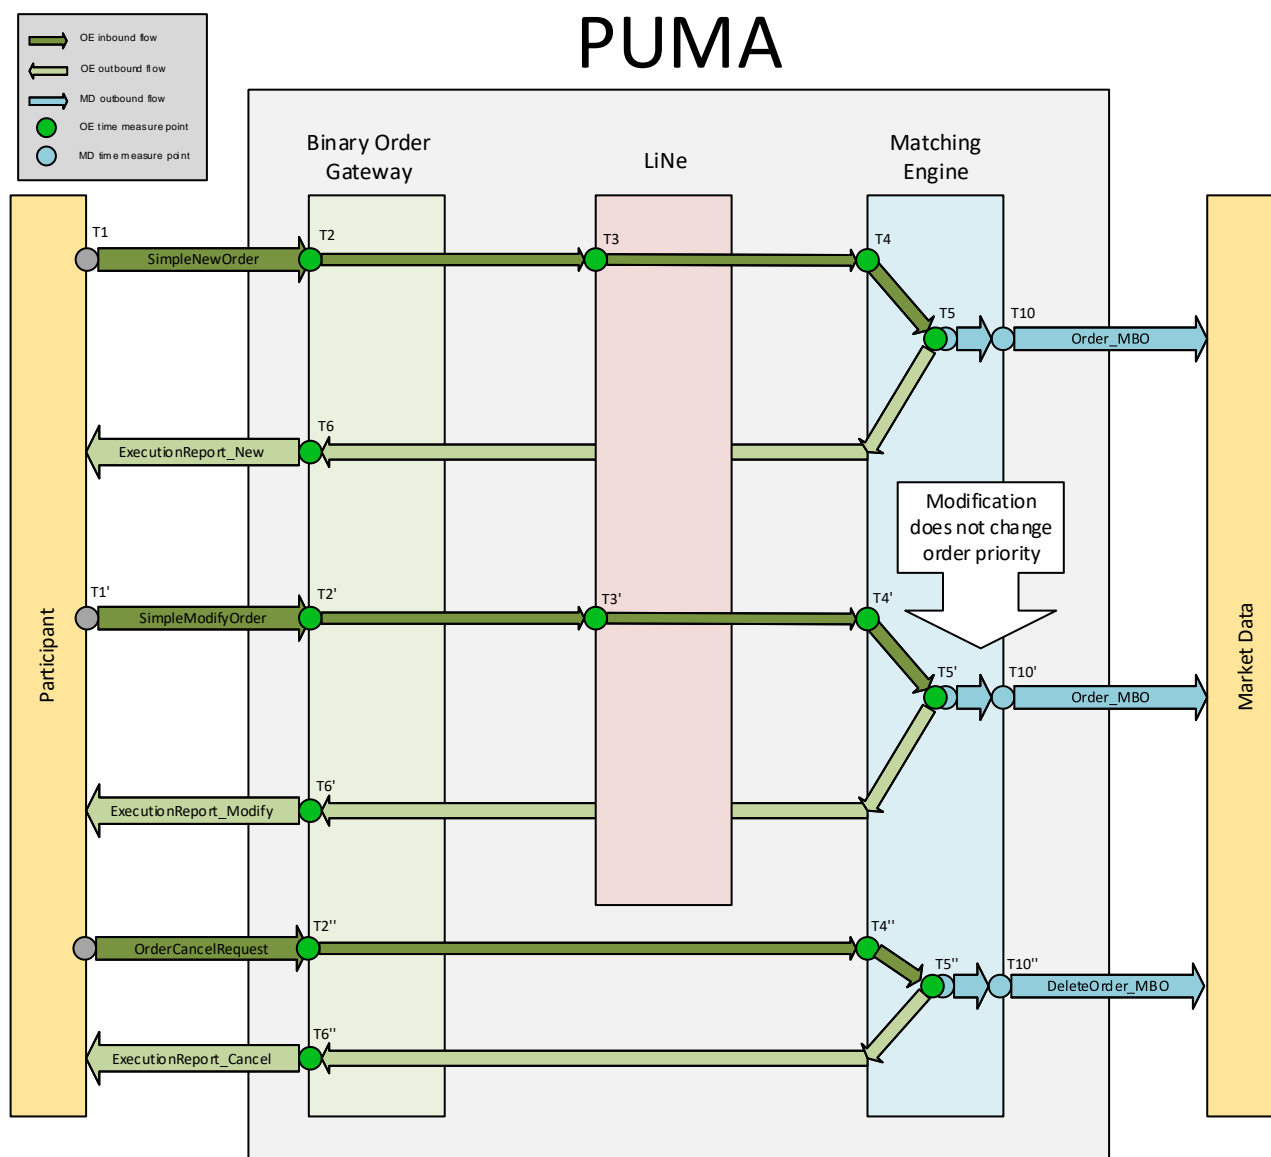 PUMA
OE inbound flow
OE outbound flow
MD outbound flow
OE time measure point
MD time measure point
Binary Order
Gateway
LiNe
Matching
Engine
Participant
Market Data
T1
SimpleNewOrder
T2
T3
T4
T5
T10
Order_MBO
T6
ExecutionReport_New
Modification
does not change
order priority
T1'
SimpleModifyOrder
T2'
T3'
T4'
T5'
T10'
Order_MBO
T6'
ExecutionReport_Modify
OrderCancelRequest
T2''
T4''
T5''
T10''
DeleteOrder_MBO
T6''
ExecutionReport_Cancel